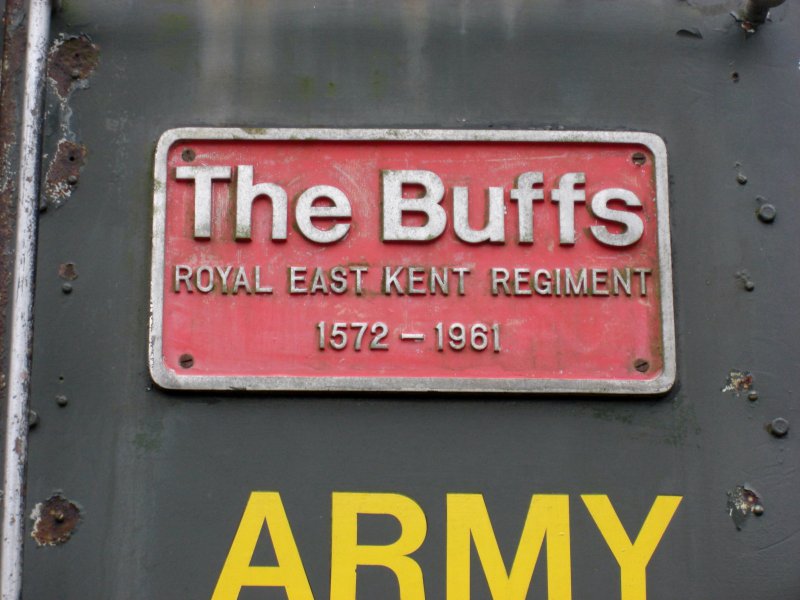 The Buffs
ROYAL EAST KENT REGIMENT
1572 – 1961
ARMY